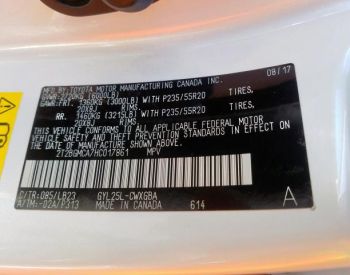 MFD BY: TOYOTA MOTOR MANUFACTURING CANADA INC. 08/17
GVWR: 2720KG (6000LB)
GAWR: FRT. 1360KG (3000LB) WITH P235/55R20 TIRES,
20X8J RIMS,
RR. 1460KG (3215LB) WITH P235/55R20 TIRES,
20X8J RIMS,
THIS VEHICLE CONFORMS TO ALL APPLICABLE FEDERAL MOTOR
VEHICLE SAFETY AND THEFT PREVENTION STANDARDS IN EFFECT ON
THE DATE OF MANUFACTURE SHOWN ABOVE.
2T2BGMCA7HC017861 MPV
C/TR: 085/LB23 GYL25L-CWXGBA
A/TM: -02A/P313 MADE IN CANADA 614 A